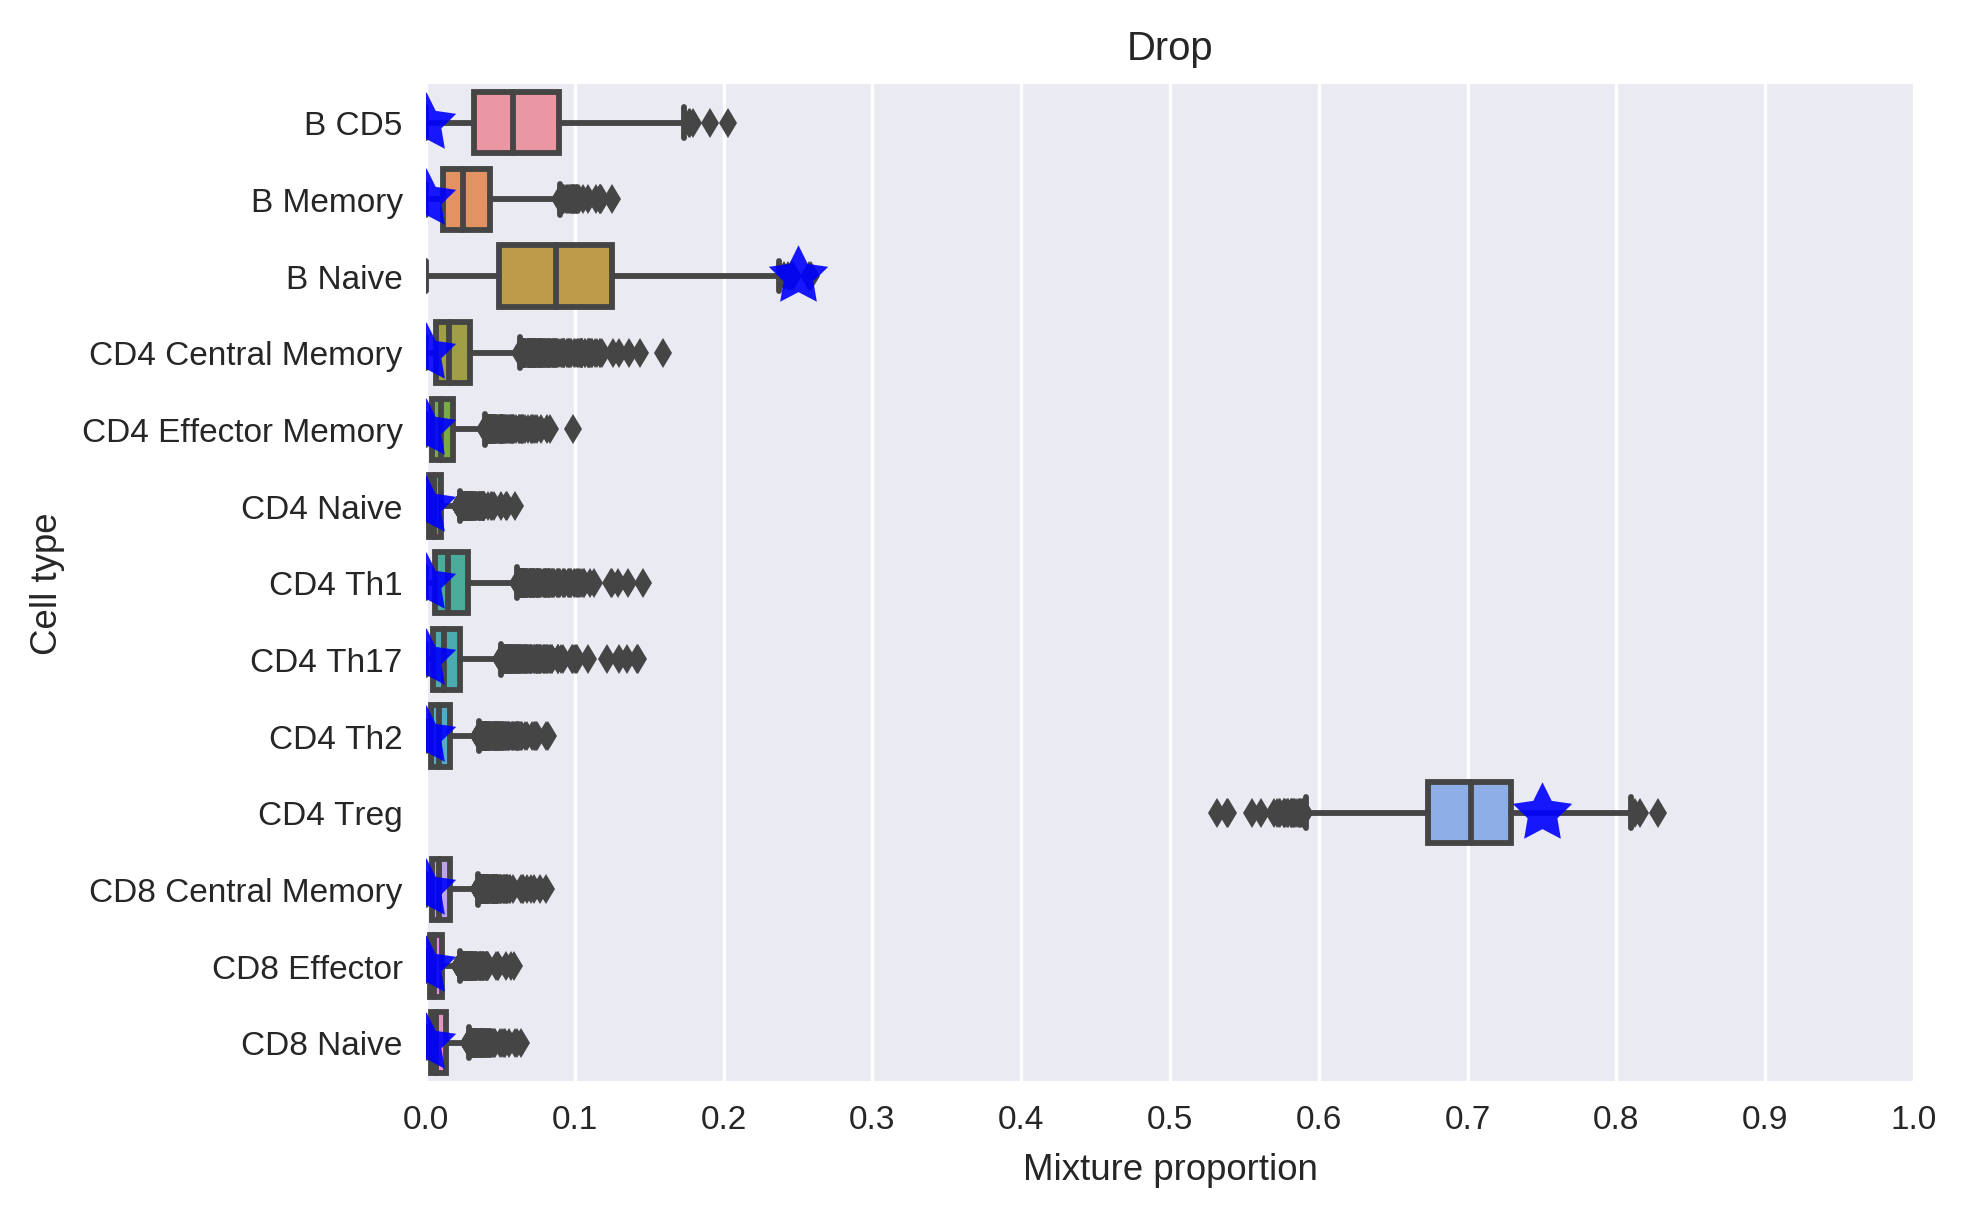 Drop
B CD5
B Memory
B Naive
CD4 Central Memory
CD4 Effector Memory
CD4 Naive
CD4 Th1
CD4 Th17
CD4 Th2
CD4 Treg
CD8 Central Memory
CD8 Effector
CD8 Naive
Cell type
0.0 0.1 0.2 0.3 0.4 0.5 0.6 0.7 0.8 0.9 1.0
Mixture proportion